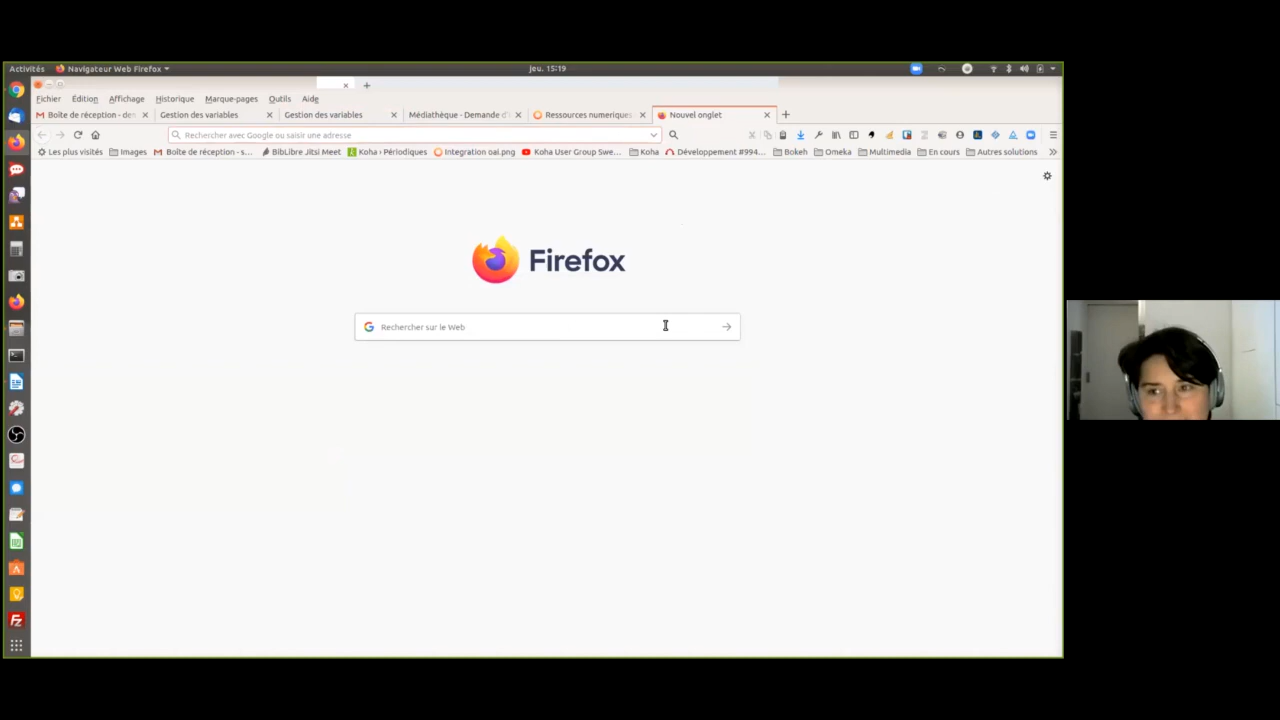 Activités Navigateur Web Firefox jeu. 15:19
Fichier Édition Affichage Historique Marque-pages Outils Aide
Boîte de réception - den Gestion des variables Gestion des variables Médiathèque - Demande d'i Ressources numériques Nouvel onglet
Rechercher avec Google ou saisir une adresse
Les plus visités Images Boîte de réception - s... BibLibre Jitsi Meet Koha › Périodiques Integration oai.png Koha User Group Swe... Koha Développement #994... Bokeh Omeka Multimedia En cours Autres solutions
Firefox
Rechercher sur le Web